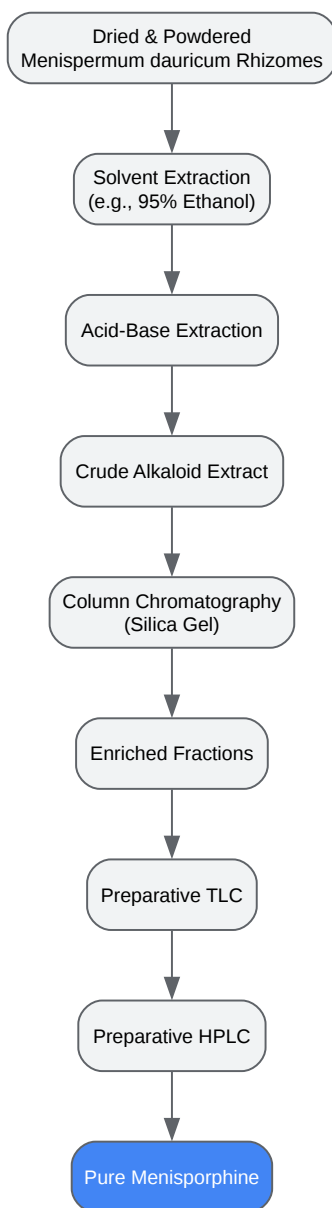 Dried & Powdered
Menispermum dauricum Rhizomes
Solvent Extraction
(e.g., 95% Ethanol)
Acid-Base Extraction
Crude Alkaloid Extract
Column Chromatography
(Silica Gel)
Enriched Fractions
Preparative TLC
Preparative HPLC
Pure Menisporphine